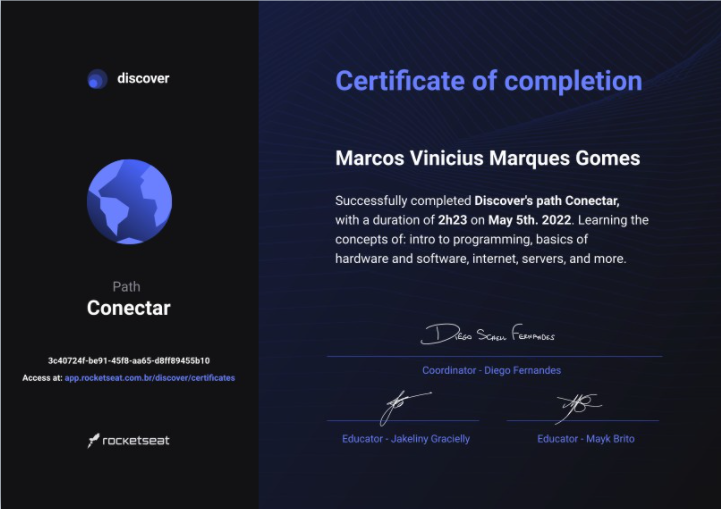 discover
Path
Conectar
3c40724f-be91-45f8-aa65-d8ff89455b10
Access at: app.rocketseat.com.br/discover/certificates
rocketseat
Certificate of completion
Marcos Vinicius Marques Gomes
Successfully completed Discover's path Conectar,
with a duration of 2h23 on May 5th. 2022. Learning the
concepts of: intro to programming, basics of
hardware and software, internet, servers, and more.
Diego Schell Fernandes
Coordinator - Diego Fernandes
Educator - Jakeliny Gracielly
Educator - Mayk Brito